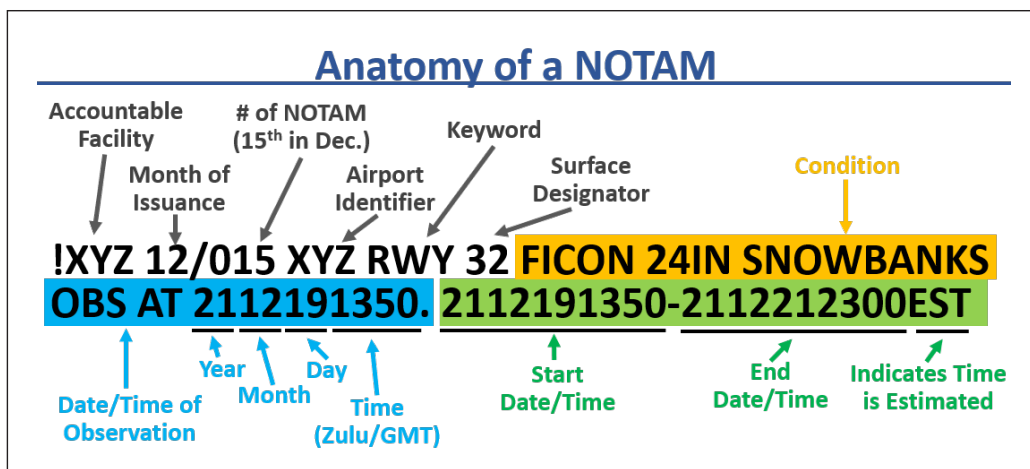 Anatomy of a NOTAM
Accountable
Facility
# of NOTAM
(15th in Dec.)
Keyword
Month of
Issuance
Airport
Identifier
Surface
Designator
Condition
!XYZ 12/015 XYZ RWY 32 FICON 24IN SNOWBANKS
OBS AT 2112191350. 2112191350-2112212300EST
Year
Month
Day
Date/Time of
Observation
Time
(Zulu/GMT)
Start
Date/Time
End
Date/Time
Indicates Time
is Estimated